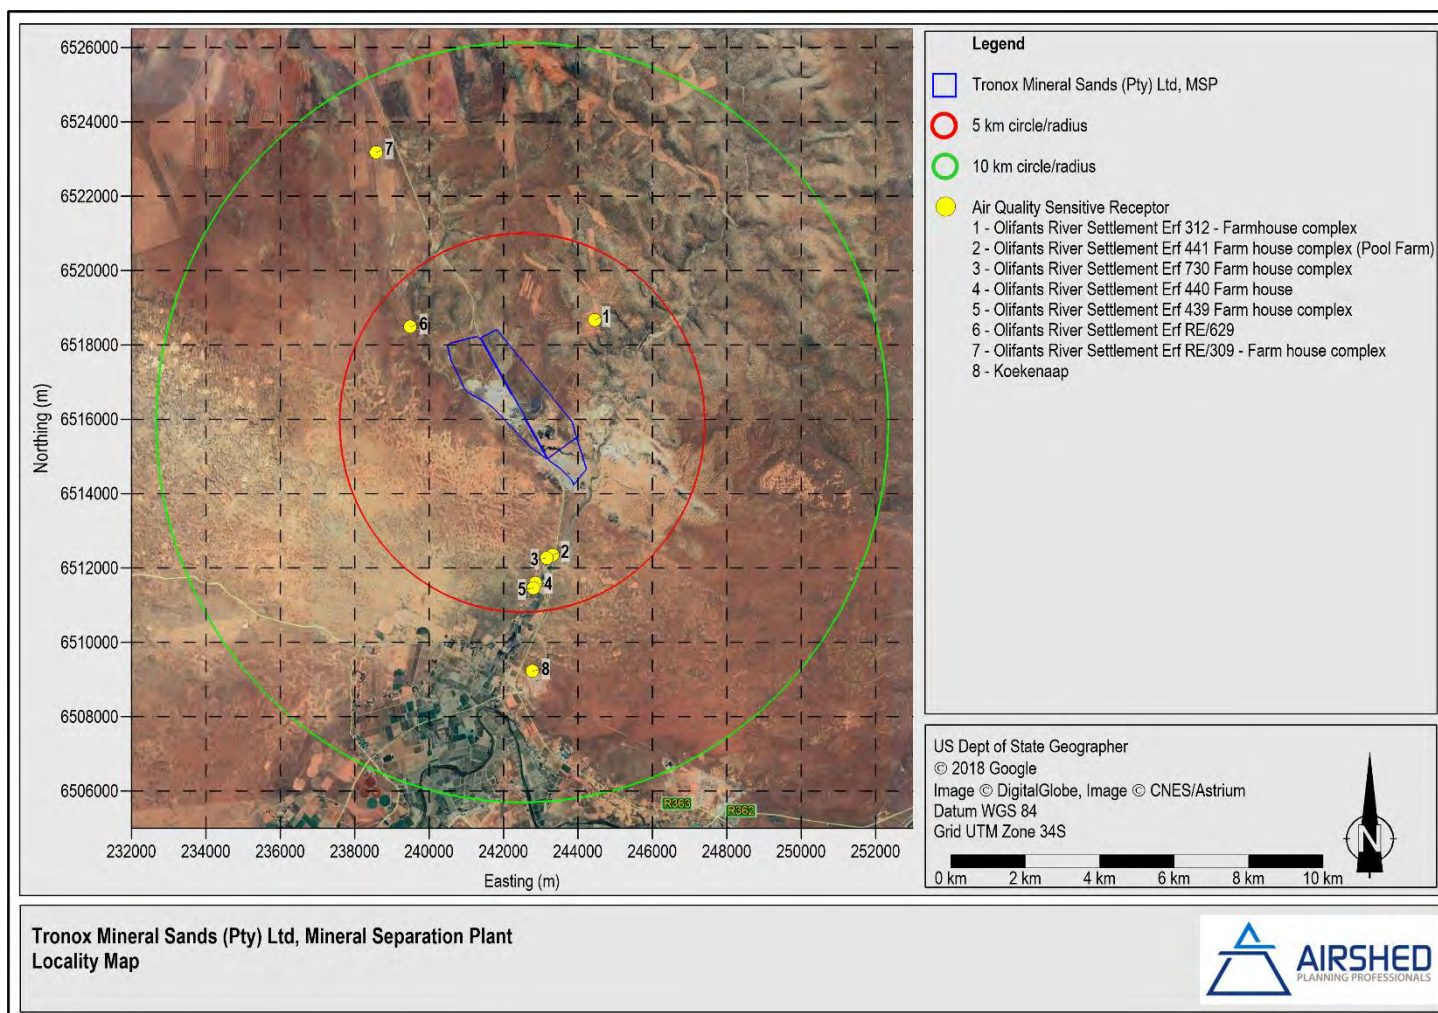 6526000
6524000
6522000
6520000
6518000
6516000
6514000
6512000
6510000
6508000
6506000
Northing (m)
7
1
6
2
3
4
5
8
R363
R362
232000 234000 236000 238000 240000 242000 244000 246000 248000 250000 252000
Easting (m)
Legend
Tronox Mineral Sands (Pty) Ltd, MSP
5 km circle/radius
10 km circle/radius
Air Quality Sensitive Receptor
1 - Olifants River Settlement Erf 312 - Farmhouse complex
2 - Olifants River Settlement Erf 441 Farm house complex (Pool Farm)
3 - Olifants River Settlement Erf 730 Farm house complex
4 - Olifants River Settlement Erf 440 Farm house
5 - Olifants River Settlement Erf 439 Farm house complex
6 - Olifants River Settlement Erf RE/629
7 - Olifants River Settlement Erf RE/309 - Farm house complex
8 - Koekenaap
US Dept of State Geographer
© 2018 Google
Image © DigitalGlobe, Image © CNES/Astrium
Datum WGS 84
Grid UTM Zone 34S
N
0 km 2 km 4 km 6 km 8 km 10 km
Tronox Mineral Sands (Pty) Ltd, Mineral Separation Plant
Locality Map
AIRSHED
PLANNING PROFESSIONALS